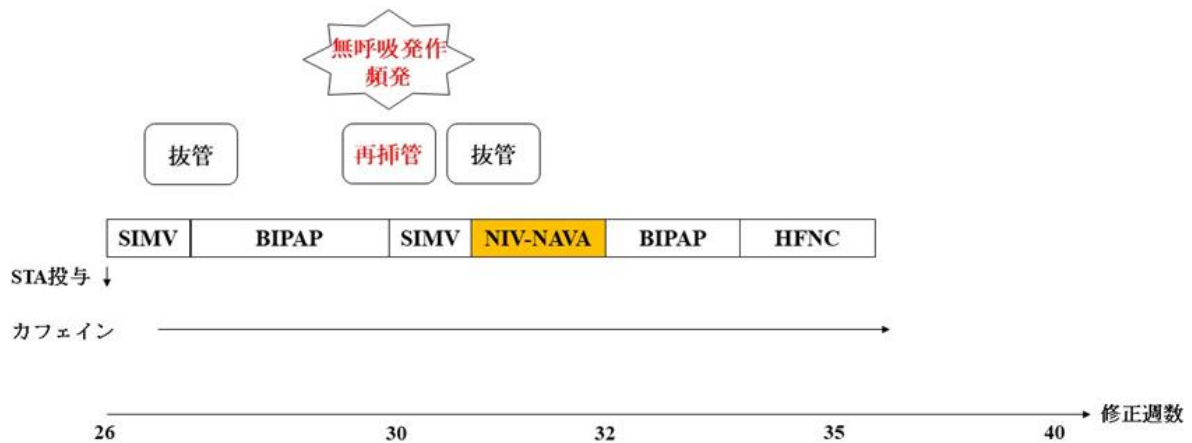 無呼吸発作
頻発
抜管
再挿管
抜管
SIMV
BIPAP
SIMV
NIV-NAVA
BIPAP
HFNC
STA投与
カフェイン
修正週数
26
30
32
35
40